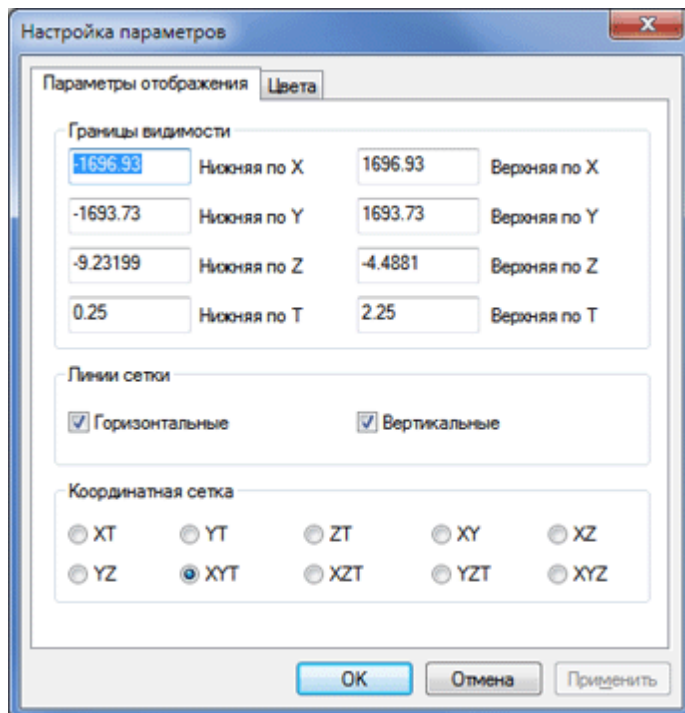 Настройка параметров
Параметры отображения Цвета
Границы видимости
-1696.93 Нижняя по X 1696.93 Верхняя по X
-1693.73 Нижняя по Y 1693.73 Верхняя по Y
-9.23199 Нижняя по Z -4.4881 Верхняя по Z
0.25 Нижняя по T 2.25 Верхняя по T
Линии сетки
Горизонтальные Вертикальные
Координатная сетка
XT YT ZT XY XZ
YZ XYT XZT YZT XYZ
OK Отмена Применить